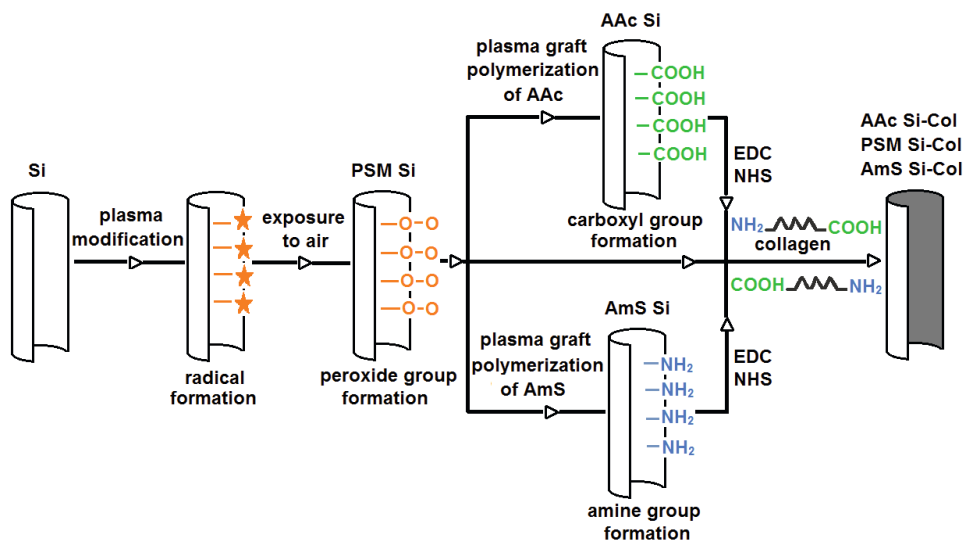 Si
plasma
modification
radical
formation
exposure
to air
PSM Si
O-O
O-O
O-O
O-O
peroxide group
formation
plasma graft
polymerization
of AAc
AAc Si
COOH
COOH
COOH
COOH
carboxyl group
formation
EDC
NHS
plasma graft
polymerization
of AmS
AmS Si
NH₂
NH₂
NH₂
NH₂
amine group
formation
EDC
NHS
NH₂ COOH
collagen
COOH NH₂
AAc Si-Col
PSM Si-Col
AmS Si-Col